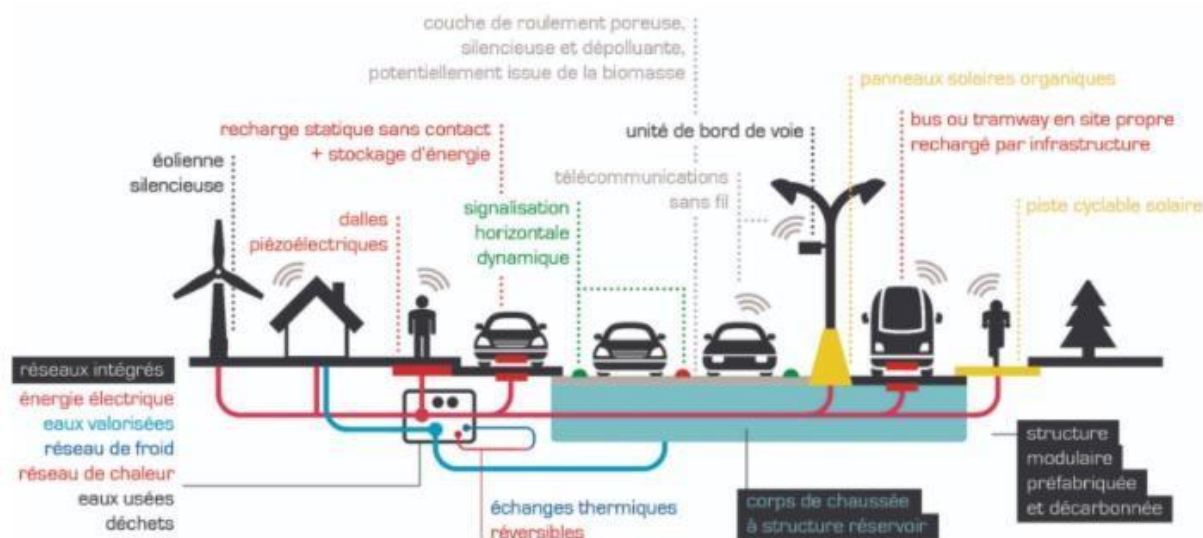 couche de roulement poreuse,
silencieuse et dépolluante,
potentiellement issue de la biomasse
panneaux solaires organiques
recharge statique sans contact
+ stockage d'énergie
unité de bord de voie
bus ou tramway en site propre
rechargé par infrastructure
éolienne
silencieuse
télécommunications
sans fil
dalles
piézoélectriques
signalisation
horizontale
dynamique
piste cyclable solaire
réseaux intégrés
énergie électrique
eaux valorisées
réseau de froid
réseau de chaleur
eaux usées
déchets
échanges thermiques
réversibles
corps de chaussée
à structure réservoir
structure
modulaire
préfabriquée
et décarbonnée